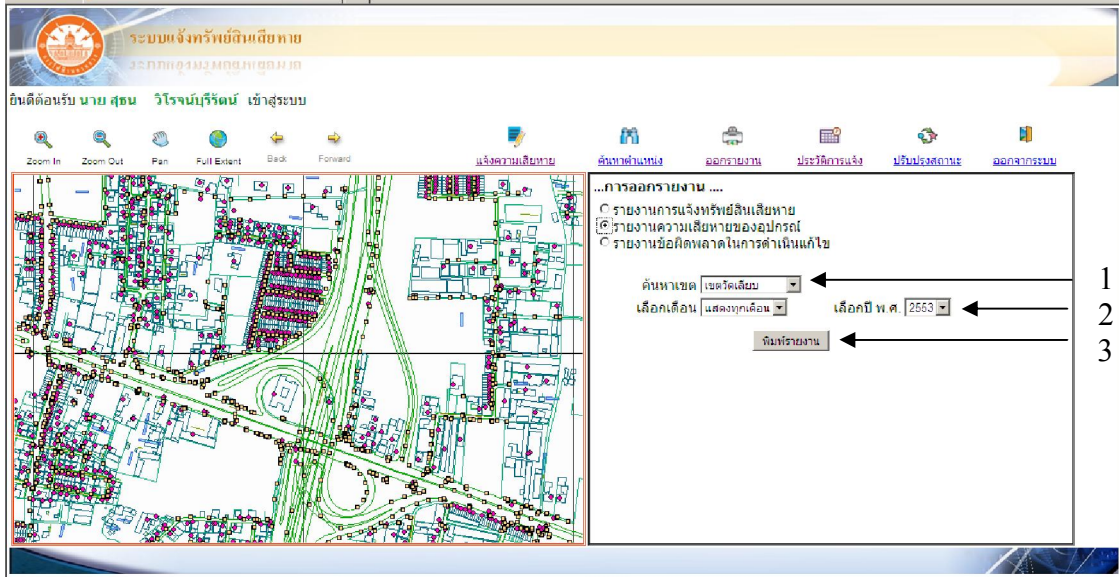 ระบบแจ้งทรัพย์สินเสียหาย
ยินดีต้อนรับ นาย สุธน วิโรจน์บุรีรัตน์ เข้าสู่ระบบ
Zoom In Zoom Out Pan Full Extent Back Forward แจ้งความเสียหาย ค้นหาตำแหน่ง ออกรายงาน ประวัติการแจ้ง ปรับปรุงสถานะ ออกจากระบบ
...การออกรายงาน ....
รายงานการแจ้งทรัพย์สินเสียหาย
รายงานความเสียหายของอุปกรณ์
รายงานข้อผิดพลาดในการดำเนินแก้ไข
ค้นหาเขต เขตวัดเลียบ 1
เลือกเดือน แสดงทุกเดือน เลือกปี พ.ศ. 2553 2
พิมพ์รายงาน 3